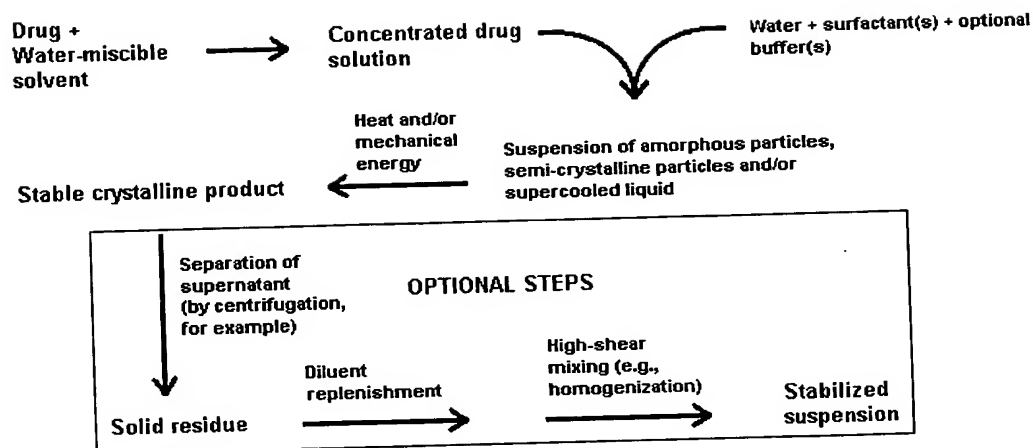 Drug +
Water-miscible
solvent
Concentrated drug
solution
Water + surfactant(s) + optional
buffer(s)
Heat and/or
mechanical
energy
Suspension of amorphous particles,
semi-crystalline particles and/or
supercooled liquid
Stable crystalline product
Separation of
supernatant
(by centrifugation,
for example)
OPTIONAL STEPS
Solid residue
Diluent
replenishment
High-shear
mixing (e.g.,
homogenization)
Stabilized
suspension